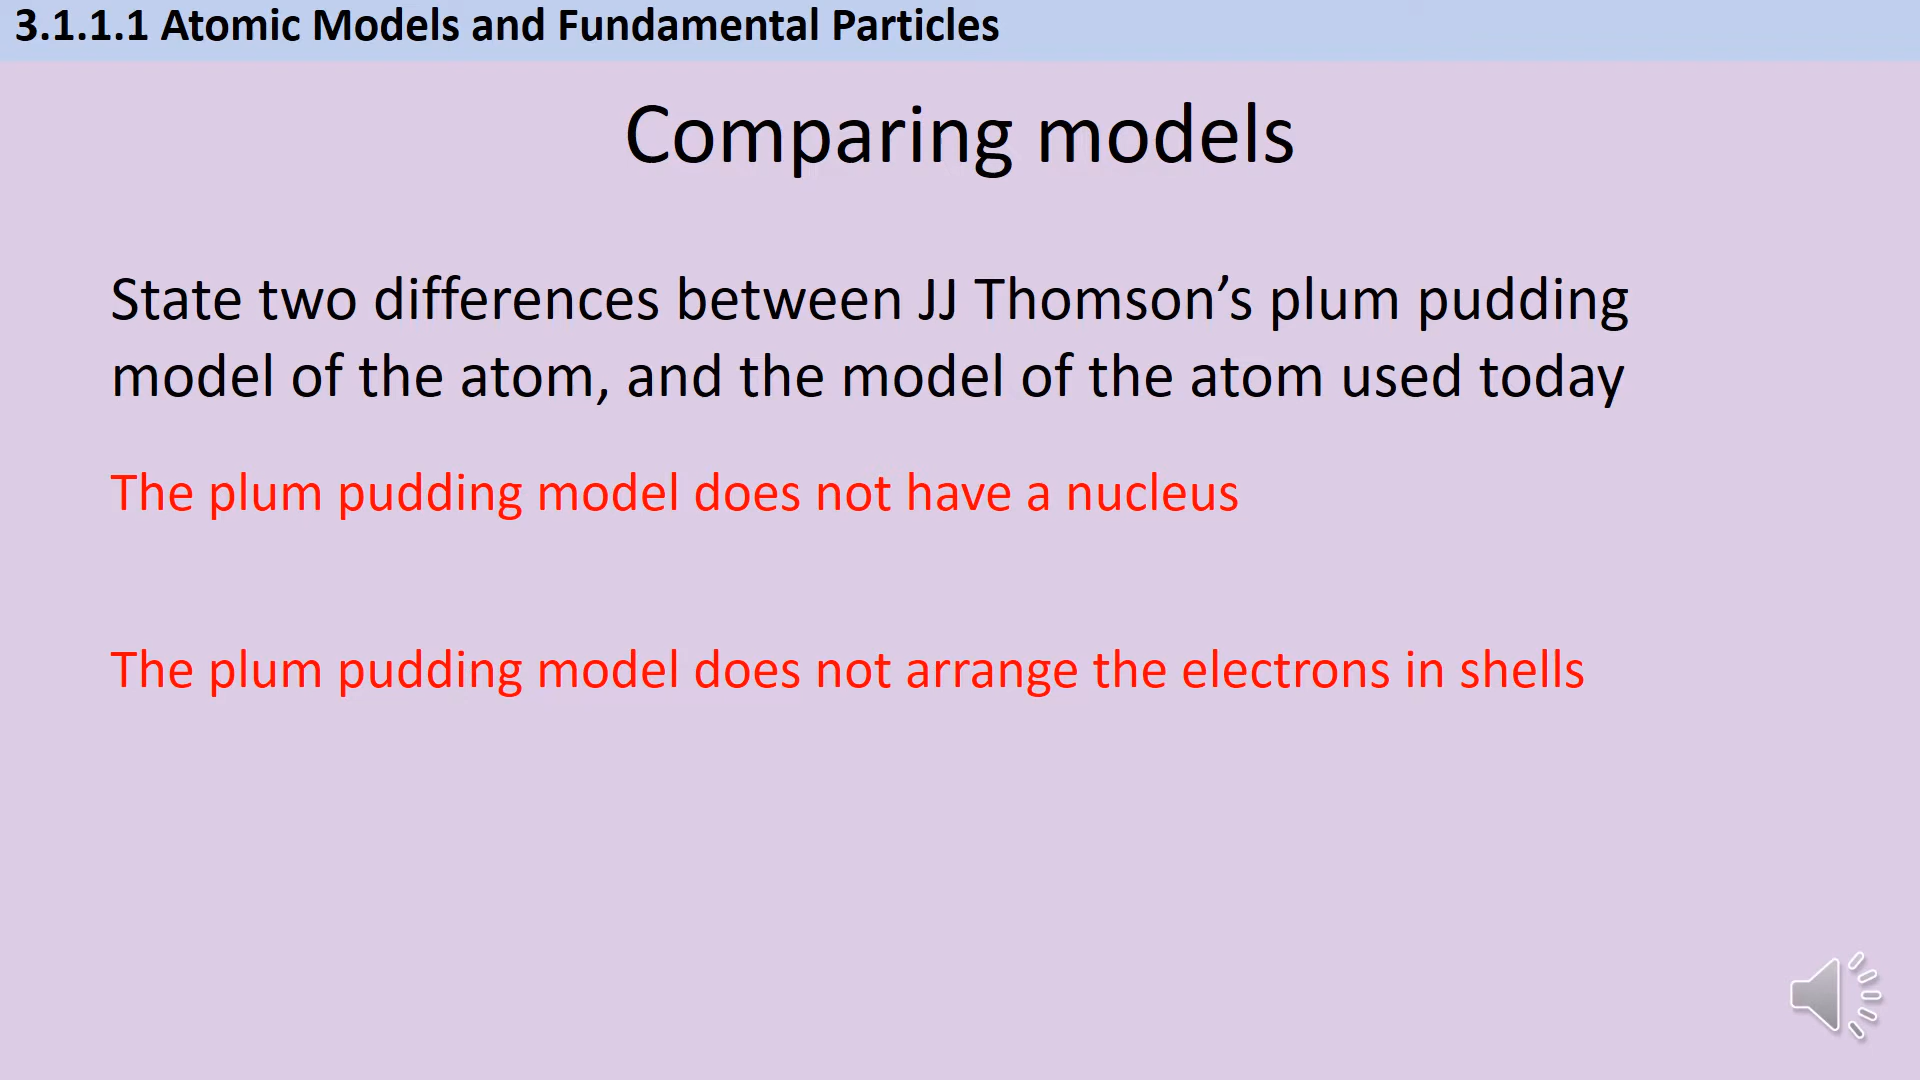 3.1.1.1 Atomic Models and Fundamental Particles
Comparing models
State two differences between JJ Thomson’s plum pudding
model of the atom, and the model of the atom used today
The plum pudding model does not have a nucleus
The plum pudding model does not arrange the electrons in shells